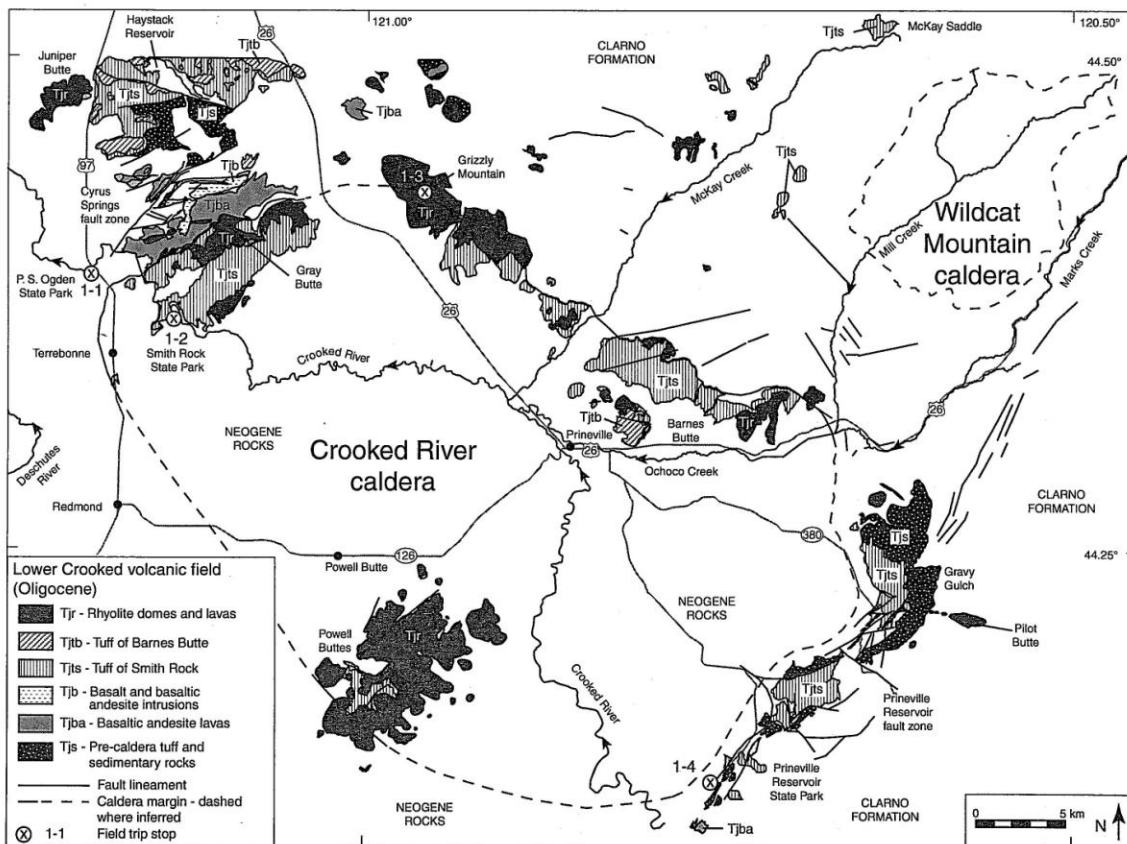 121.00°
120.50°
Haystack
Reservoir
26
Tjtb
Tjts
McKay Saddle
CLARNO
FORMATION
44.50°
Juniper
Butte
Tjr
Tjts
Tjs
Tjba
97
Cyrus
Springs
fault zone
Tjb
Tjba
Tjr
Tjts
Gray
Butte
1-3
Grizzly
Mountain
Tjr
Tjts
McKay Creek
Mill Creek
Wildcat
Mountain
caldera
Marks Creek
P. S. Ogden
State Park
1-1
1-2
Smith Rock
State Park
Terrebonne
26
Crooked River
Tjts
Tjtb
Prineville
26
Barnes
Butte
Tjr
26
Ochoco Creek
NEOGENE
ROCKS
Crooked River
caldera
Deschutes
River
Redmond
126
Powell Butte
380
CLARNO
FORMATION
Tjs
44.25°
Tjts
Gravy
Gulch
NEOGENE
ROCKS
Pilot
Butte
Powell
Buttes
Tjr
Crooked River
Tjts
Prineville
Reservoir
fault zone
1-4
Prineville
Reservoir
State Park
Tjba
NEOGENE
ROCKS
CLARNO
FORMATION
Lower Crooked volcanic field
(Oligocene)
Tjr - Rhyolite domes and lavas
Tjtb - Tuff of Barnes Butte
Tjts - Tuff of Smith Rock
Tjb - Basalt and basaltic
andesite intrusions
Tjba - Basaltic andesite lavas
Tjs - Pre-caldera tuff and
sedimentary rocks
Fault lineament
Caldera margin - dashed
where inferred
1-1 Field trip stop
0 5 km
N